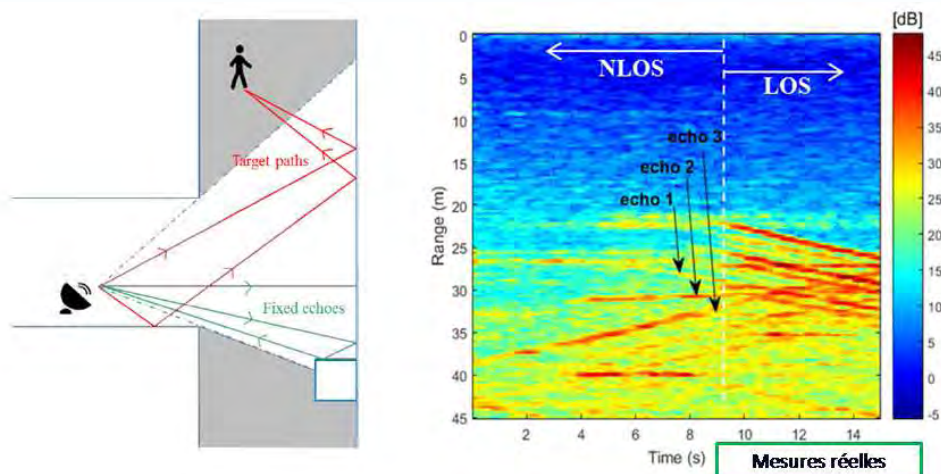 Target paths
Fixed echoes
[dB]
NLOS
LOS
echo 3
echo 2
echo 1
Range (m)
0
5
10
15
20
25
30
35
40
45
2 4 6 8 10 12 14
Time (s)
45
40
35
30
25
20
15
10
5
0
-5
Mesures réelles